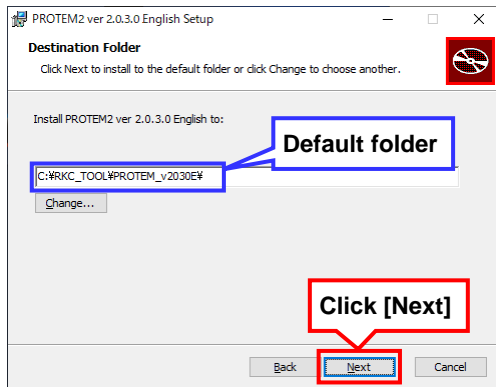 PROTEM2 ver 2.0.3.0 English Setup
Destination Folder
Click Next to install to the default folder or click Change to choose another.
Install PROTEM2 ver 2.0.3.0 English to:
Default folder
C:¥RKC_TOOL¥PROTEM_v2030E¥
Change...
Click [Next]
Back Next Cancel